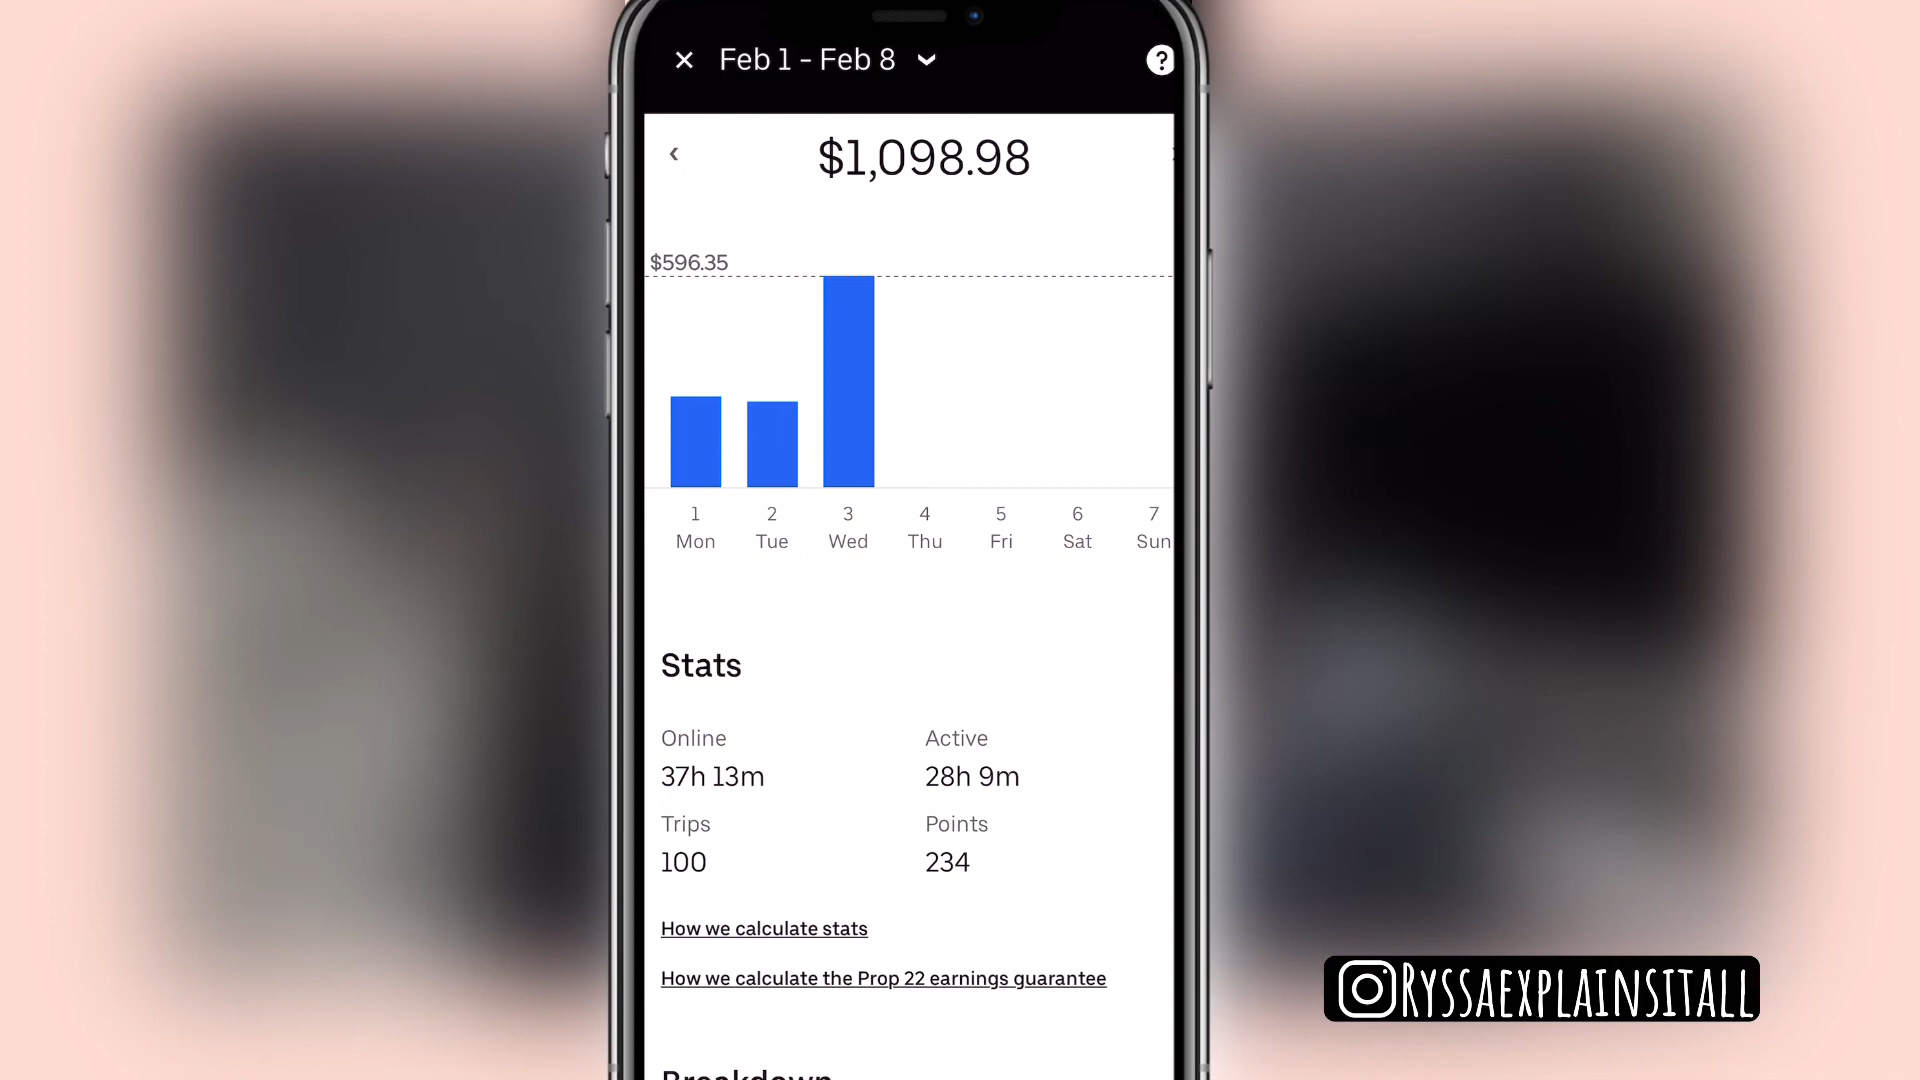 Feb 1 - Feb 8
$1,098.98
$596.35
1 2 3 4 5 6 7
Mon Tue Wed Thu Fri Sat Sun
Stats
Online Active
37h 13m 28h 9m
Trips Points
100 234
How we calculate stats
How we calculate the Prop 22 earnings guarantee
Breakdown
RYSSAEXPLAINSITALL